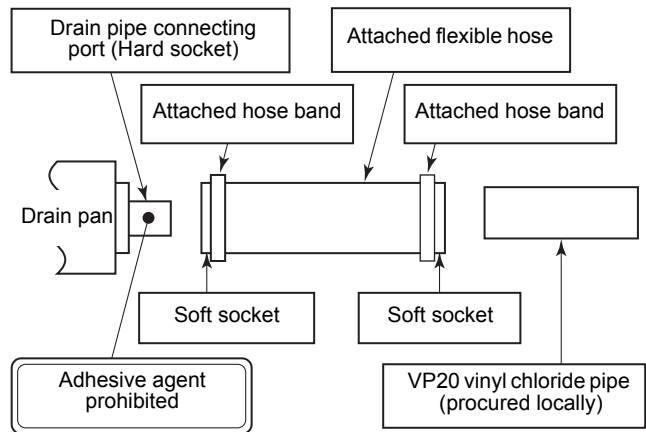 Drain pipe connecting
port (Hard socket)
Attached flexible hose
Attached hose band
Attached hose band
Drain pan
Soft socket
Soft socket
Adhesive agent
prohibited
VP20 vinyl chloride pipe
(procured locally)